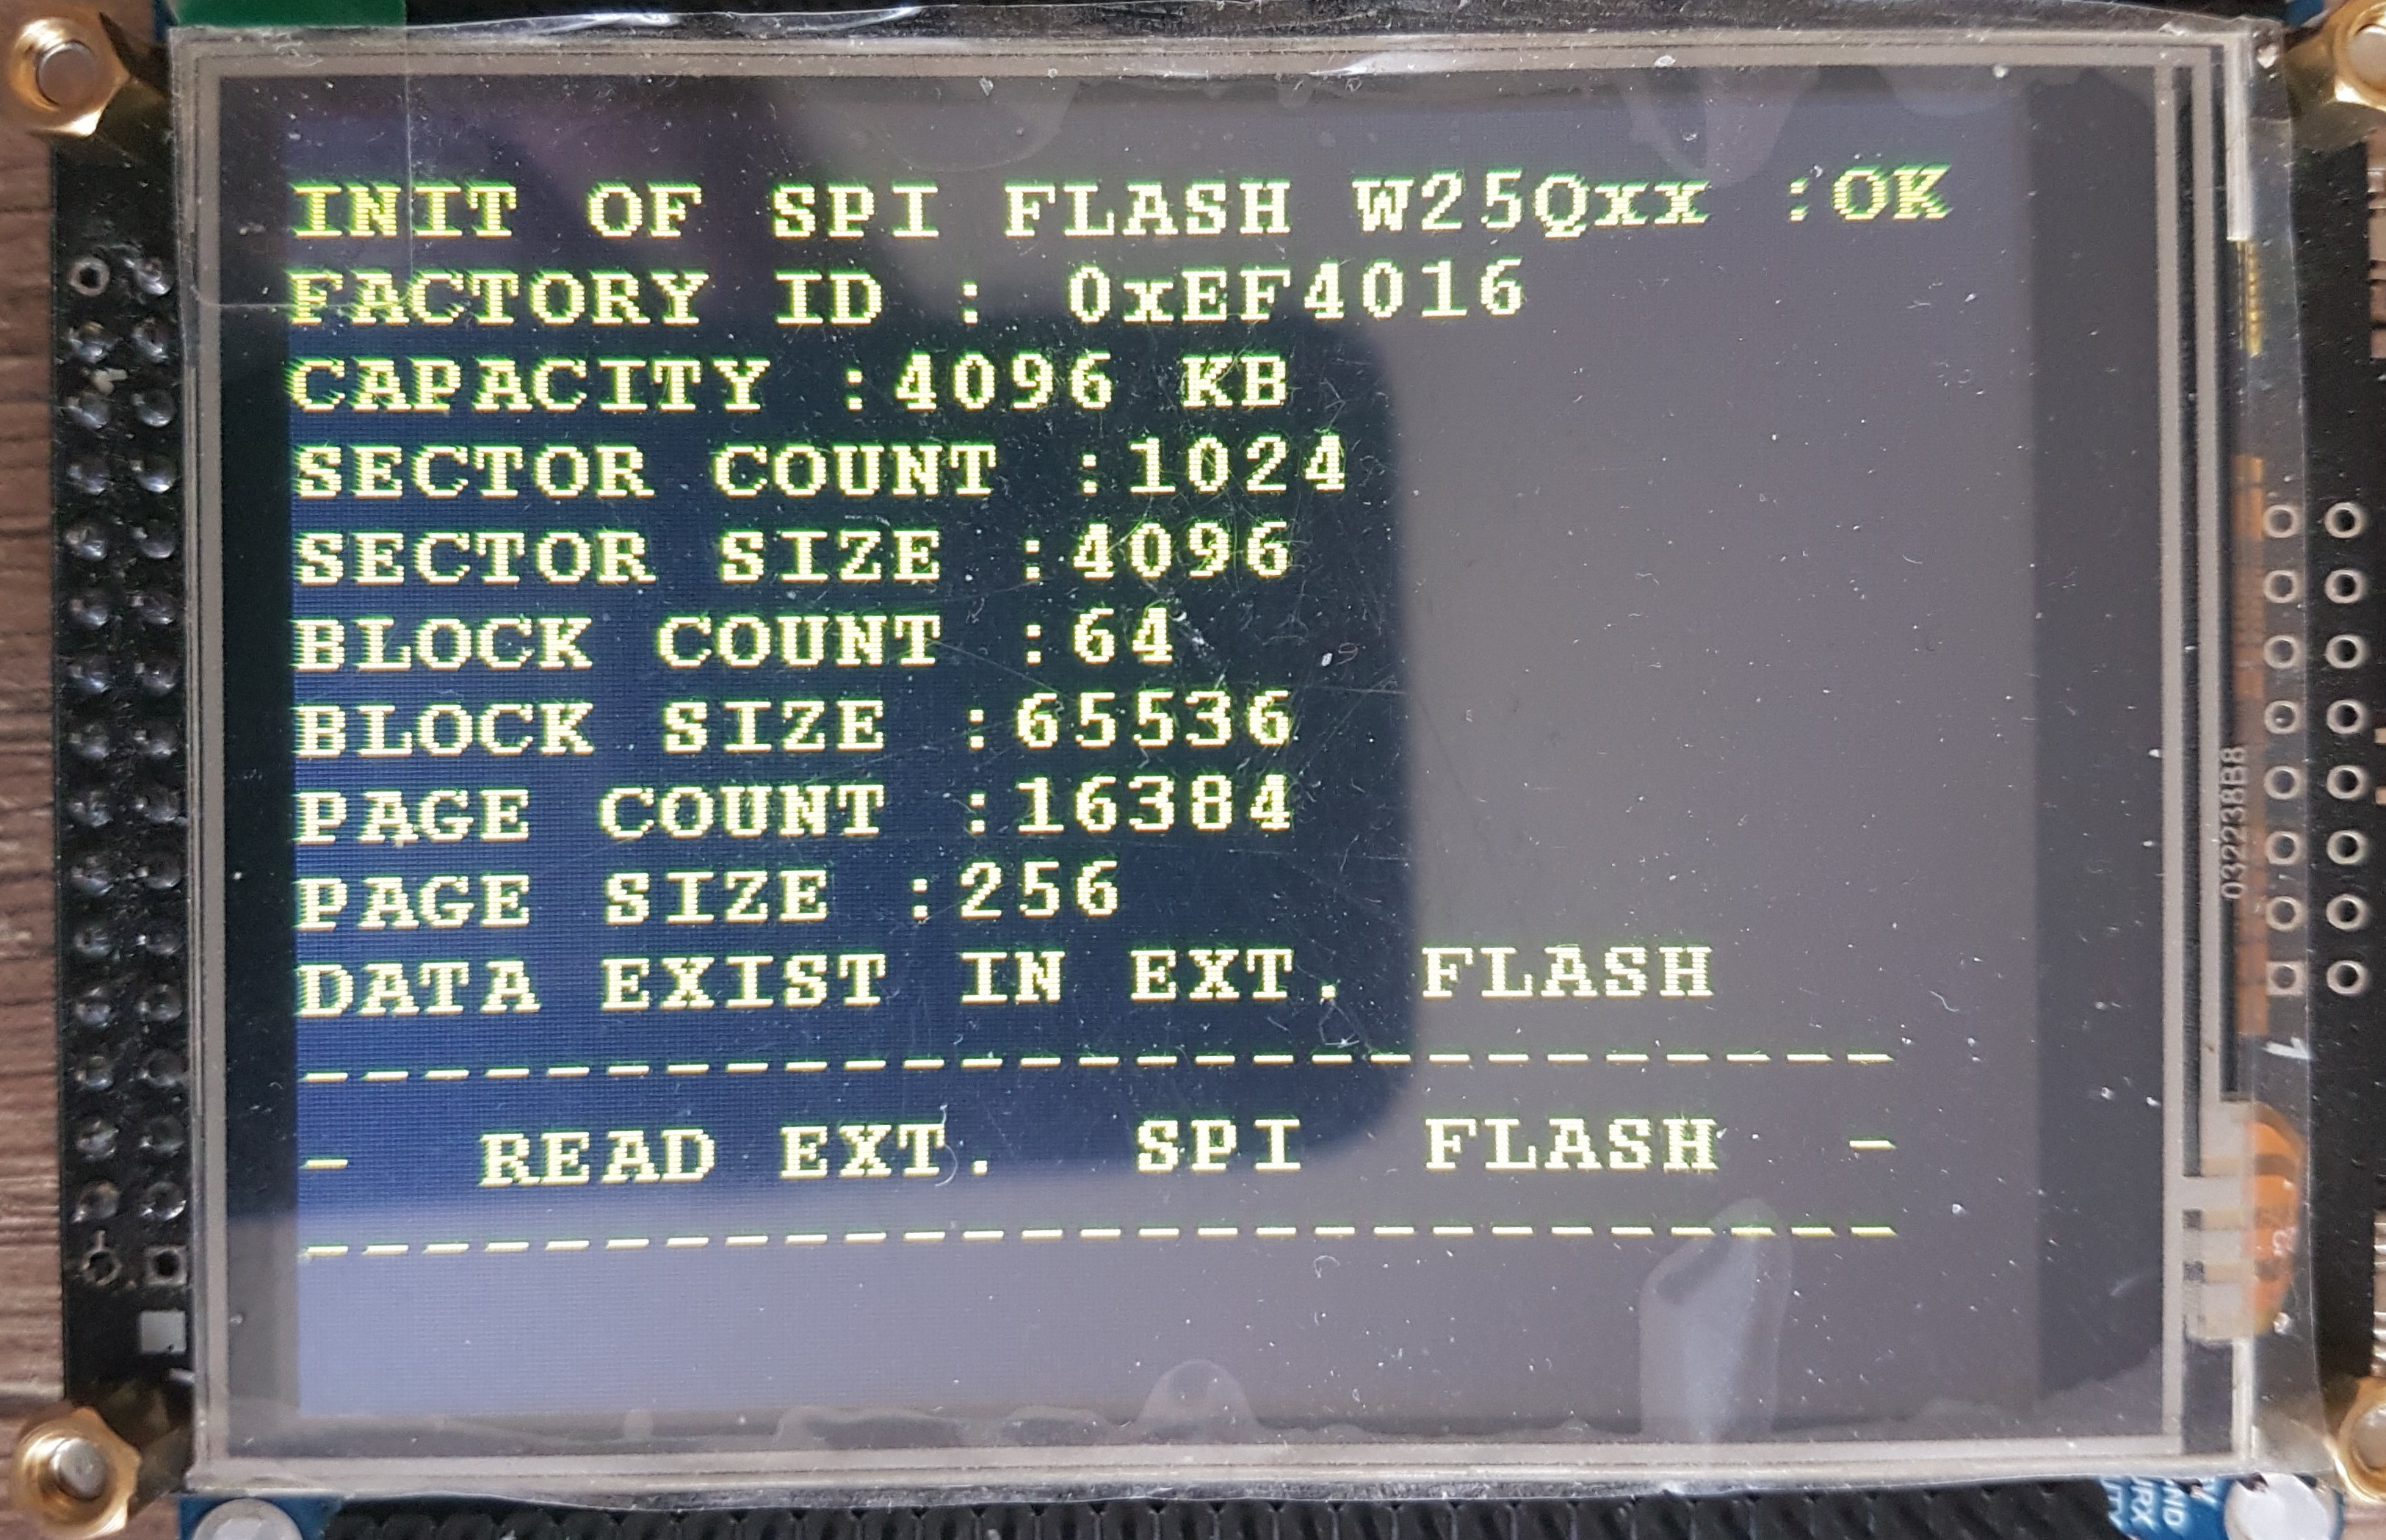 INIT OF SPI FLASH W25Qxx :OK
FACTORY ID : 0xEF4016
CAPACITY :4096 KB
SECTOR COUNT :1024
SECTOR SIZE :4096
BLOCK COUNT :64
BLOCK SIZE :65536
PAGE COUNT :16384
PAGE SIZE :256
DATA EXIST IN EXT. FLASH
----------------------------
- READ EXT. SPI FLASH -
----------------------------